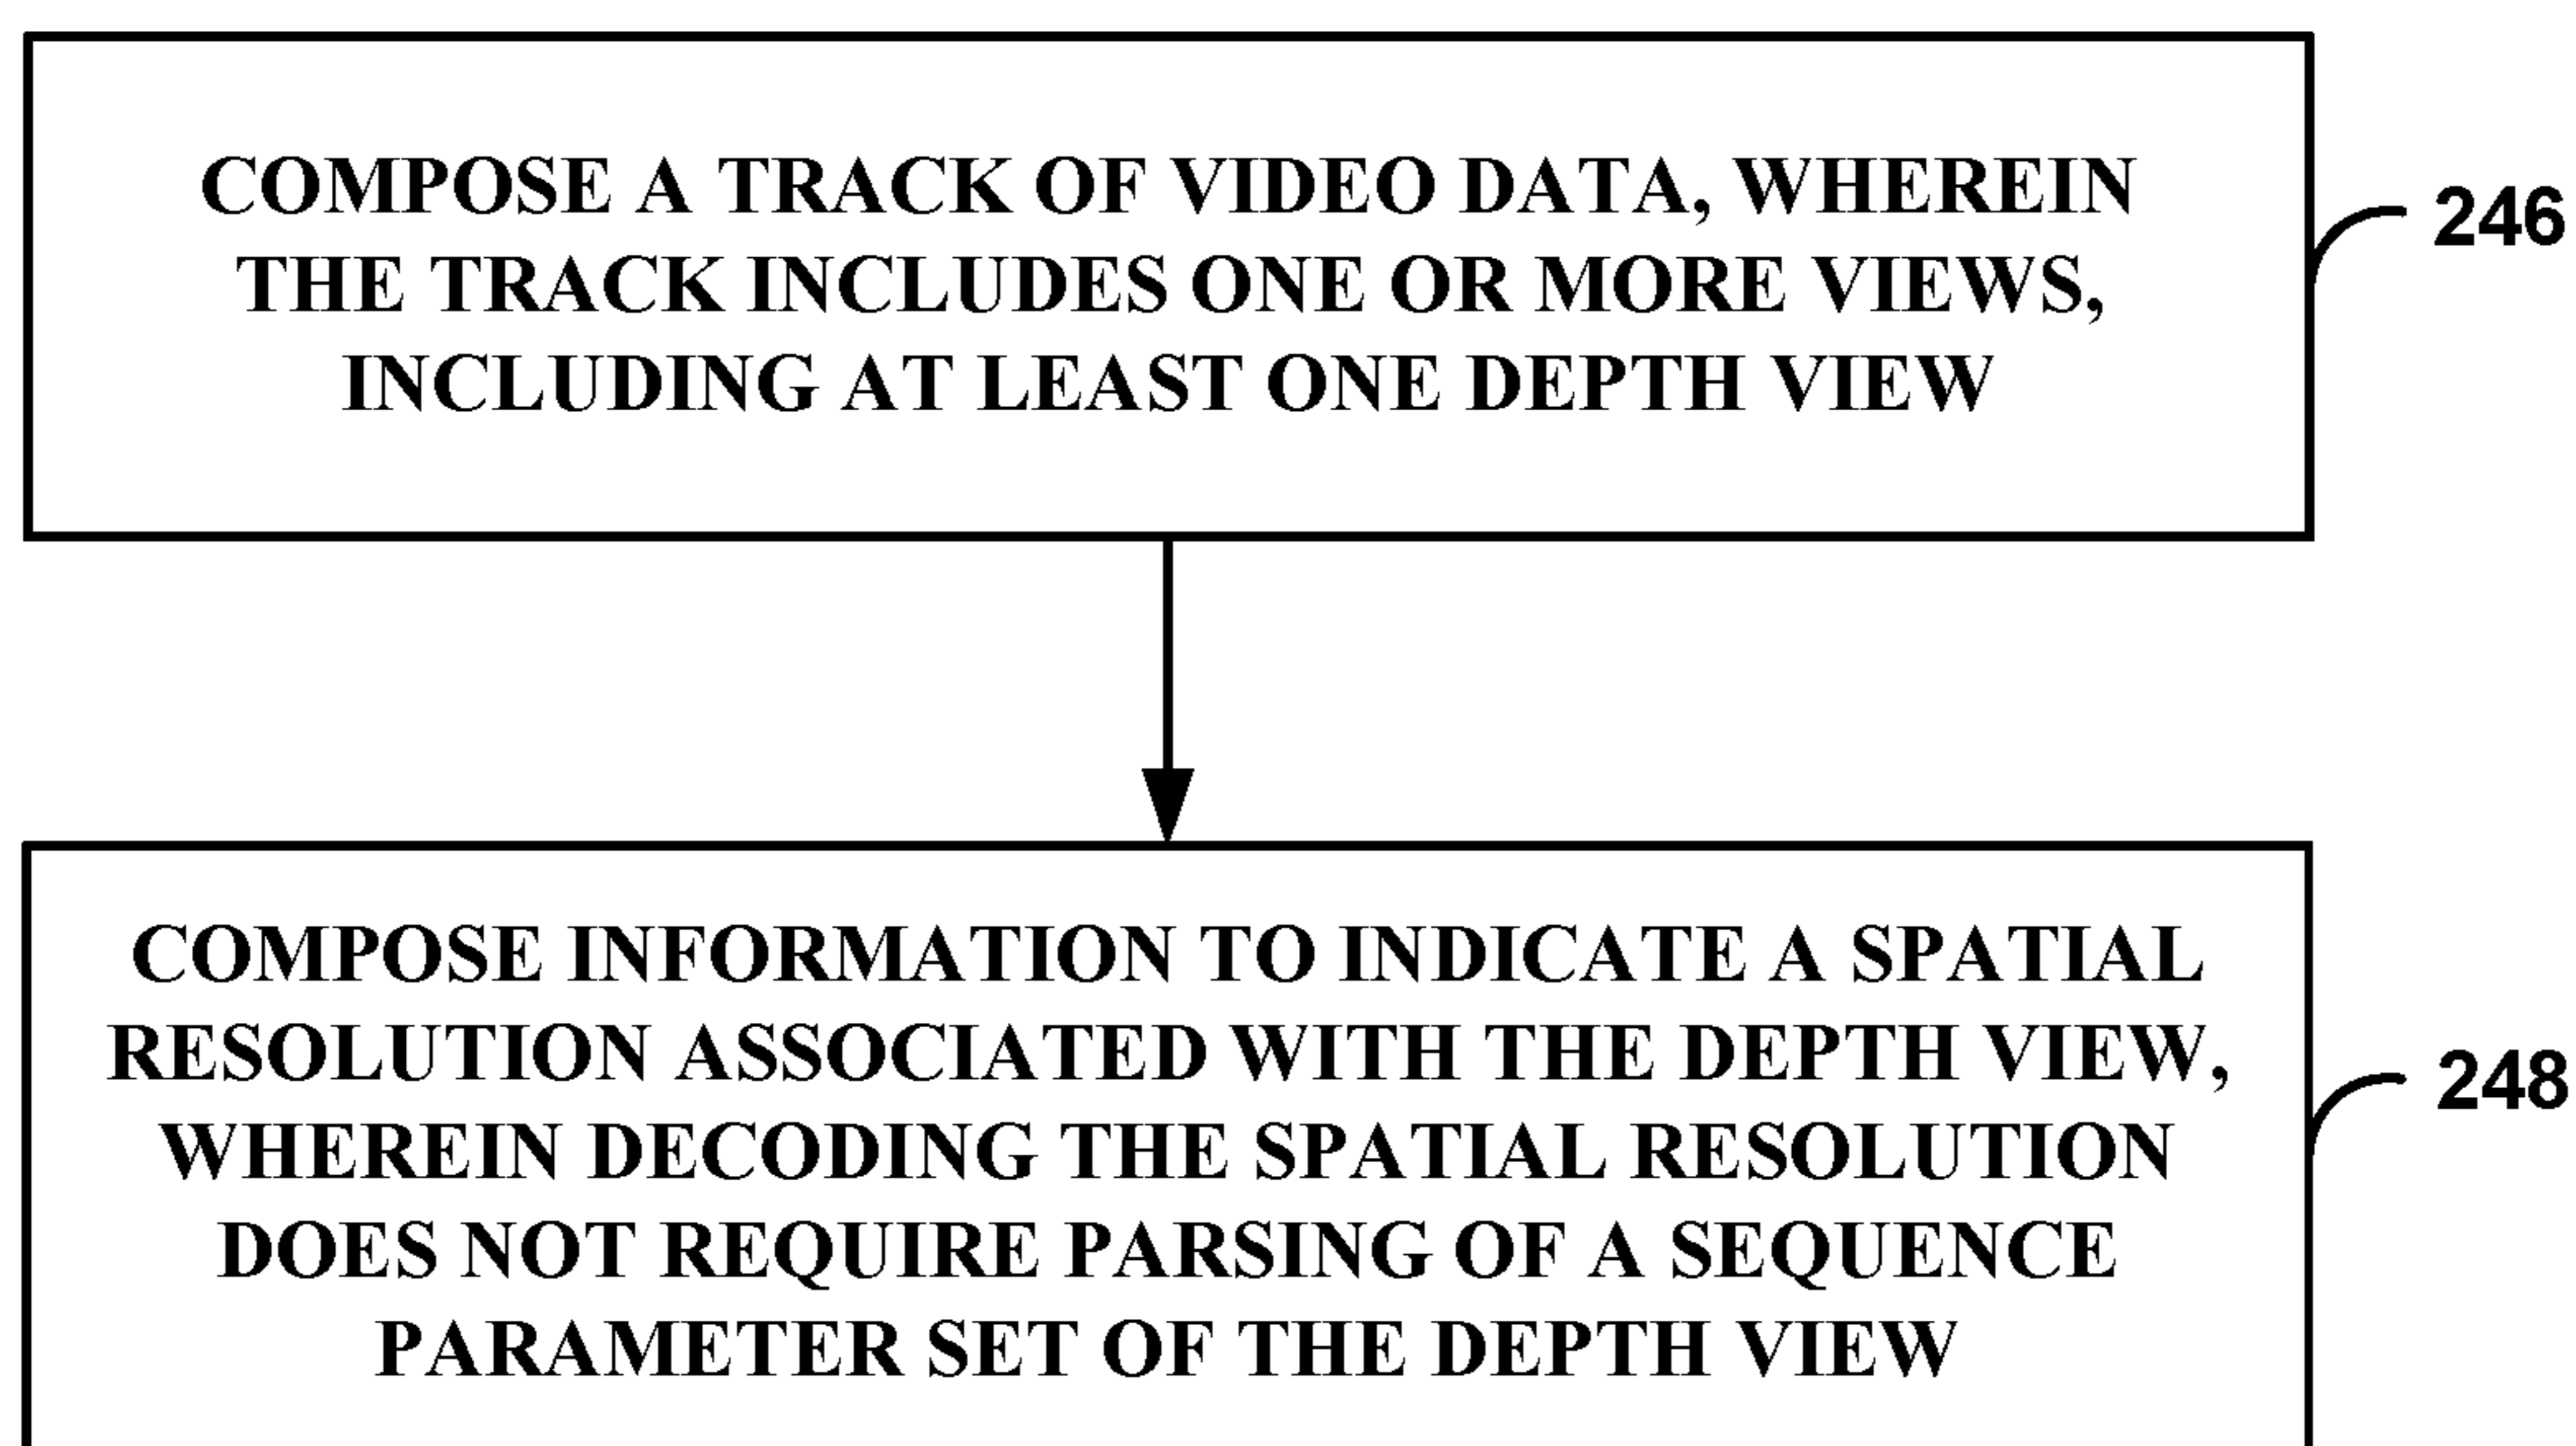 COMPOSE A TRACK OF VIDEO DATA, WHEREIN
THE TRACK INCLUDES ONE OR MORE VIEWS,
INCLUDING AT LEAST ONE DEPTH VIEW
246
COMPOSE INFORMATION TO INDICATE A SPATIAL
RESOLUTION ASSOCIATED WITH THE DEPTH VIEW,
WHEREIN DECODING THE SPATIAL RESOLUTION
DOES NOT REQUIRE PARSING OF A SEQUENCE
PARAMETER SET OF THE DEPTH VIEW
248